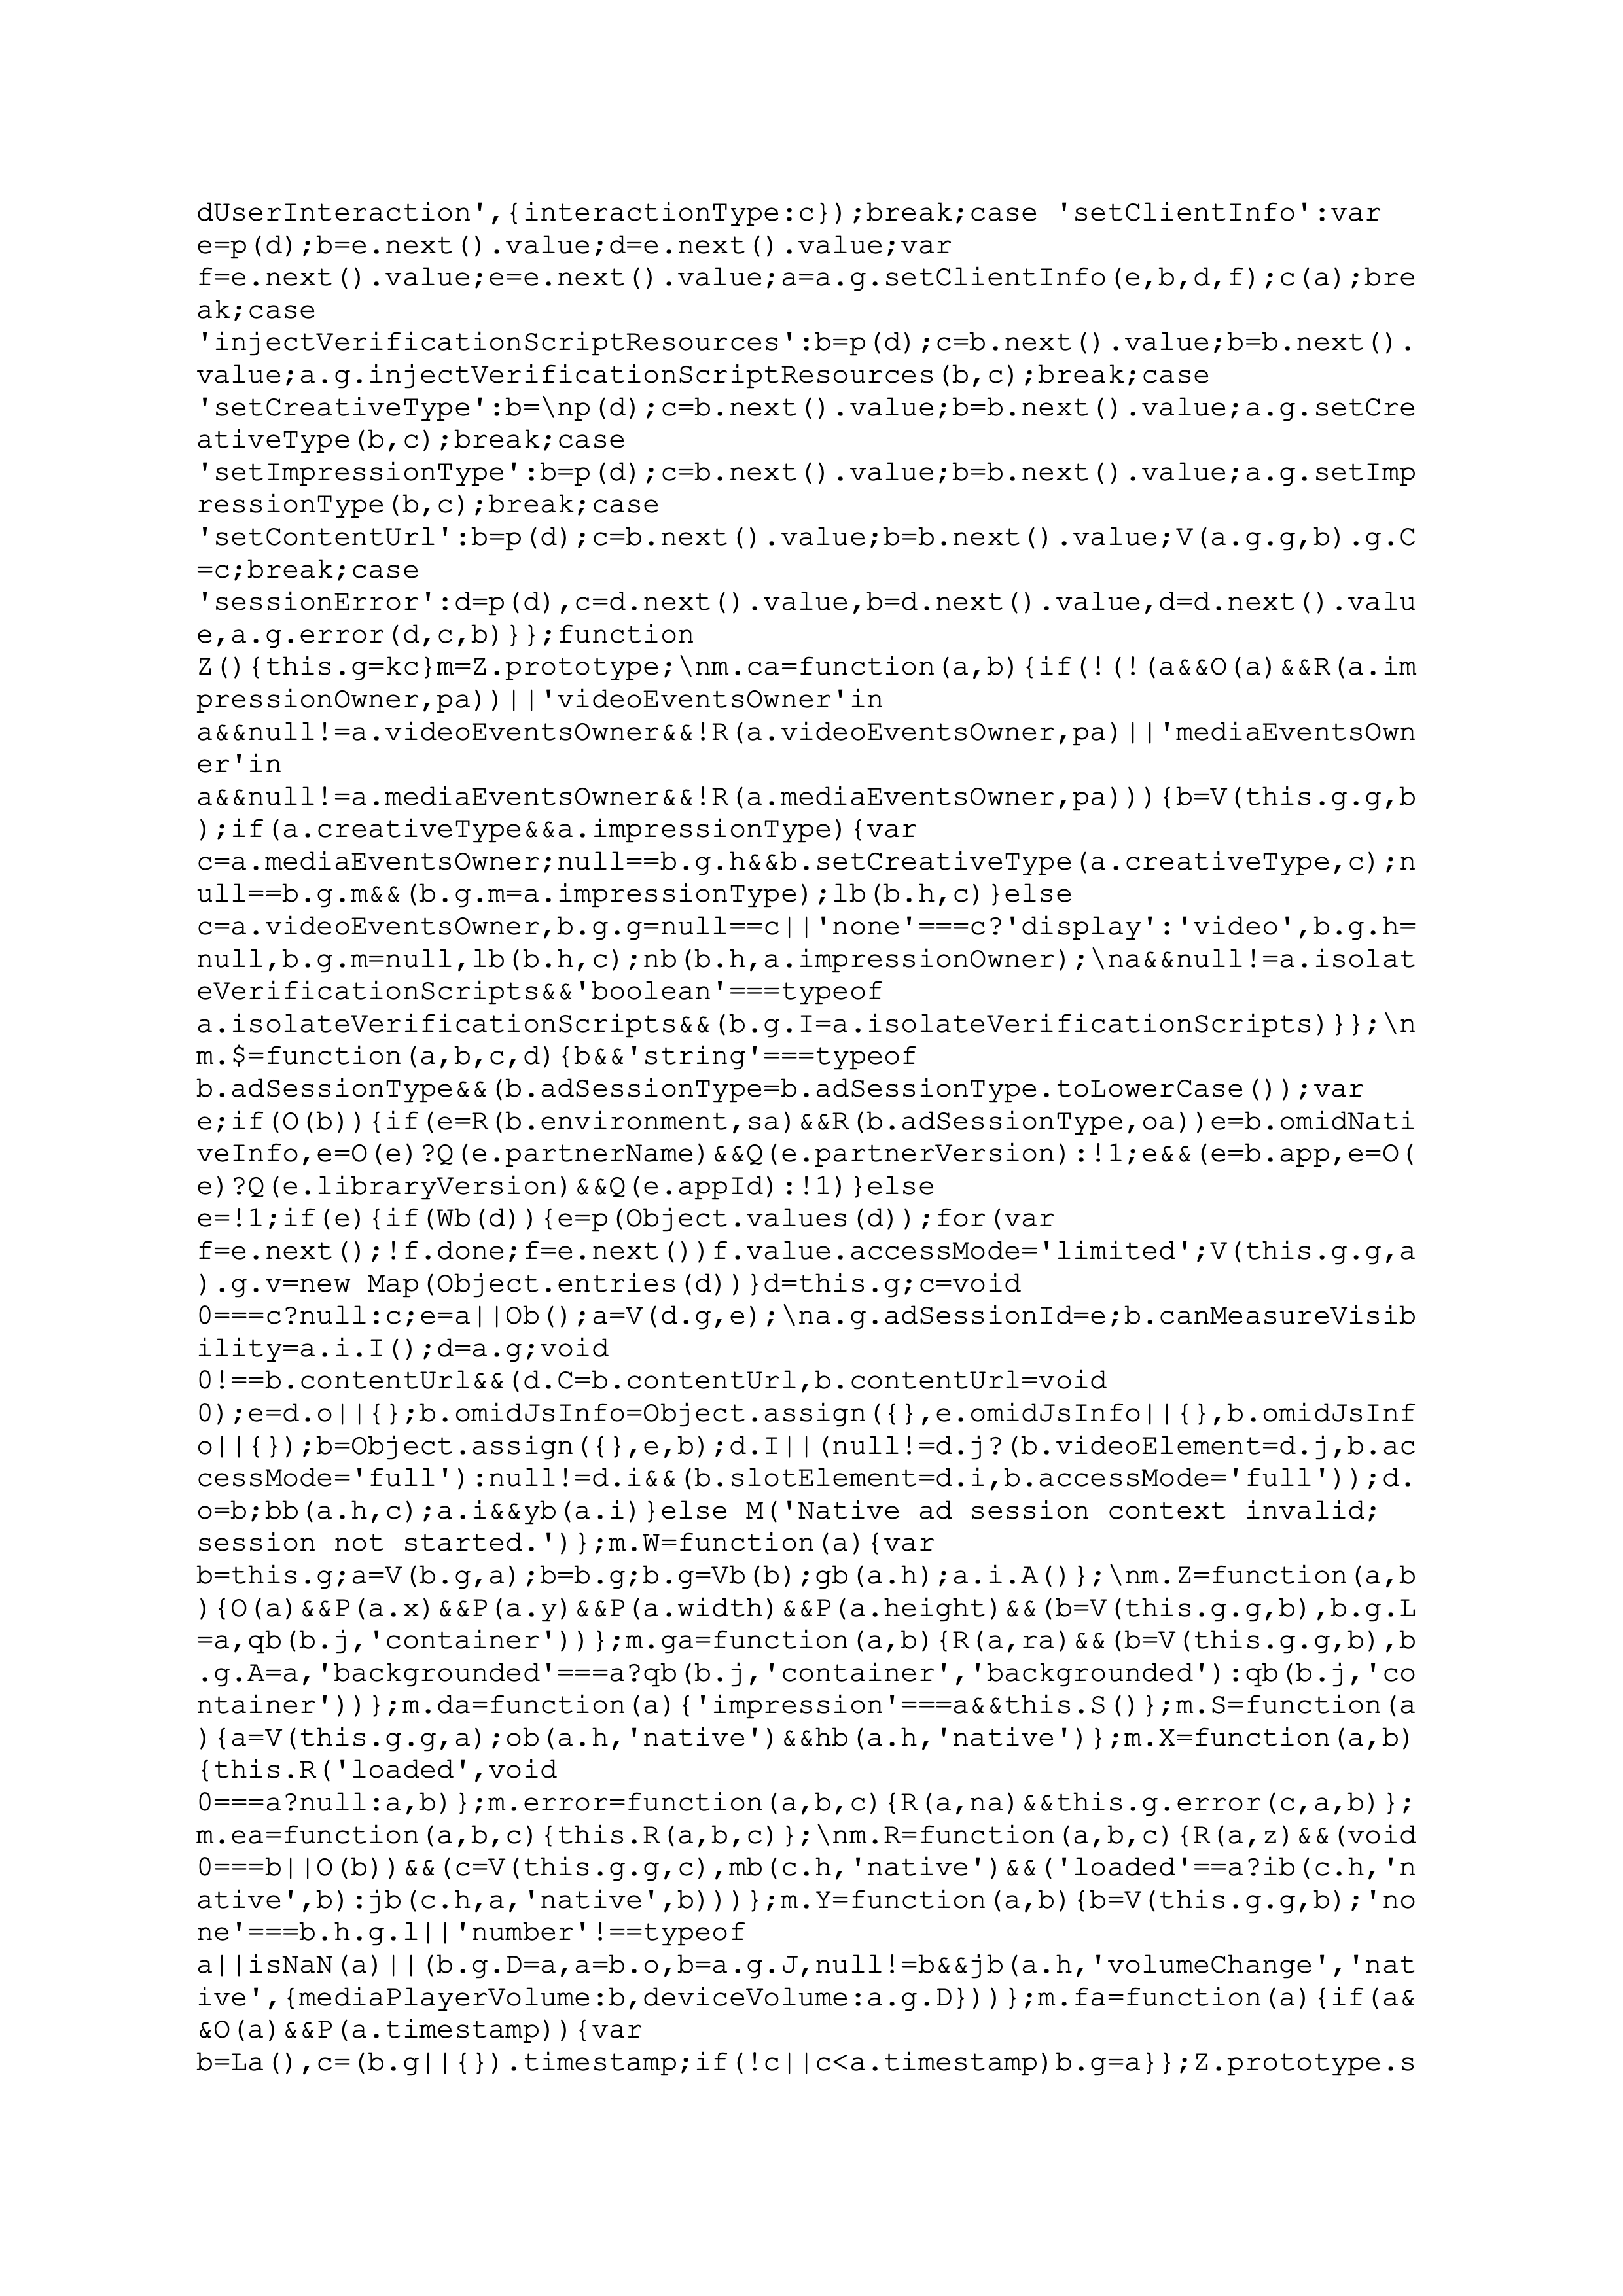 dUserInteraction',{interactionType:c});break;case 'setClientInfo':var
e=p(d);b=e.next().value;d=e.next().value;var
f=e.next().value;e=e.next().value;a=a.g.setClientInfo(e,b,d,f);c(a);bre
ak;case
'injectVerificationScriptResources':b=p(d);c=b.next().value;b=b.next().
value;a.g.injectVerificationScriptResources(b,c);break;case
'setCreativeType':b=\np(d);c=b.next().value;b=b.next().value;a.g.setCre
ativeType(b,c);break;case
'setImpressionType':b=p(d);c=b.next().value;b=b.next().value;a.g.setImp
ressionType(b,c);break;case
'setContentUrl':b=p(d);c=b.next().value;b=b.next().value;V(a.g.g,b).g.C
=c;break;case
'sessionError':d=p(d),c=d.next().value,b=d.next().value,d=d.next().valu
e,a.g.error(d,c,b)}};function
Z(){this.g=kc}m=Z.prototype;\nm.ca=function(a,b){if(!(!(a&&O(a)&&R(a.im
pressionOwner,pa))||'videoEventsOwner'in
a&&null!=a.videoEventsOwner&&!R(a.videoEventsOwner,pa)||'mediaEventsOwn
er'in
a&&null!=a.mediaEventsOwner&&!R(a.mediaEventsOwner,pa))){b=V(this.g.g,b
);if(a.creativeType&&a.impressionType){var
c=a.mediaEventsOwner;null==b.g.h&&b.setCreativeType(a.creativeType,c);n
ull==b.g.m&&(b.g.m=a.impressionType);lb(b.h,c)}else
c=a.videoEventsOwner,b.g.g=null==c||'none'===c?'display':'video',b.g.h=
null,b.g.m=null,lb(b.h,c);nb(b.h,a.impressionOwner);\na&&null!=a.isolat
eVerificationScripts&&'boolean'===typeof
a.isolateVerificationScripts&&(b.g.I=a.isolateVerificationScripts)}};\n
m.$=function(a,b,c,d){b&&'string'===typeof
b.adSessionType&&(b.adSessionType=b.adSessionType.toLowerCase());var
e;if(O(b)){if(e=R(b.environment,sa)&&R(b.adSessionType,oa))e=b.omidNati
veInfo,e=O(e)?Q(e.partnerName)&&Q(e.partnerVersion):!1;e&&(e=b.app,e=O(
e)?Q(e.libraryVersion)&&Q(e.appId):!1)}else
e=!1;if(e){if(Wb(d)){e=p(Object.values(d));for(var
f=e.next();!f.done;f=e.next())f.value.accessMode='limited';V(this.g.g,a
).g.v=new Map(Object.entries(d))}d=this.g;c=void
0===c?null:c;e=a||Ob();a=V(d.g,e);\na.g.adSessionId=e;b.canMeasureVisib
ility=a.i.I();d=a.g;void
0!==b.contentUrl&&(d.C=b.contentUrl,b.contentUrl=void
0);e=d.o||{};b.omidJsInfo=Object.assign({},e.omidJsInfo||{},b.omidJsInf
o||{});b=Object.assign({},e,b);d.I||(null!=d.j?(b.videoElement=d.j,b.ac
cessMode='full'):null!=d.i&&(b.slotElement=d.i,b.accessMode='full'));d.
o=b;bb(a.h,c);a.i&&yb(a.i)}else M('Native ad session context invalid;
session not started.')};m.W=function(a){var
b=this.g;a=V(b.g,a);b=b.g;b.g=Vb(b);gb(a.h);a.i.A()};\nm.Z=function(a,b
){O(a)&&P(a.x)&&P(a.y)&&P(a.width)&&P(a.height)&&(b=V(this.g.g,b),b.g.L
=a,qb(b.j,'container'))};m.ga=function(a,b){R(a,ra)&&(b=V(this.g.g,b),b
.g.A=a,'backgrounded'===a?qb(b.j,'container','backgrounded'):qb(b.j,'co
ntainer'))};m.da=function(a){'impression'===a&&this.S()};m.S=function(a
){a=V(this.g.g,a);ob(a.h,'native')&&hb(a.h,'native')};m.X=function(a,b)
{this.R('loaded',void
0===a?null:a,b)};m.error=function(a,b,c){R(a,na)&&this.g.error(c,a,b)};
m.ea=function(a,b,c){this.R(a,b,c)};\nm.R=function(a,b,c){R(a,z)&&(void
0===b||O(b))&&(c=V(this.g.g,c),mb(c.h,'native')&&('loaded'==a?ib(c.h,'n
ative',b):jb(c.h,a,'native',b)))};m.Y=function(a,b){b=V(this.g.g,b);'no
ne'===b.h.g.l||'number'!==typeof
a||isNaN(a)||(b.g.D=a,a=b.o,b=a.g.J,null!=b&&jb(a.h,'volumeChange','nat
ive',{mediaPlayerVolume:b,deviceVolume:a.g.D}))};m.fa=function(a){if(a&
&O(a)&&P(a.timestamp)){var
b=La(),c=(b.g||{}).timestamp;if(!c||c<a.timestamp)b.g=a}};Z.prototype.s